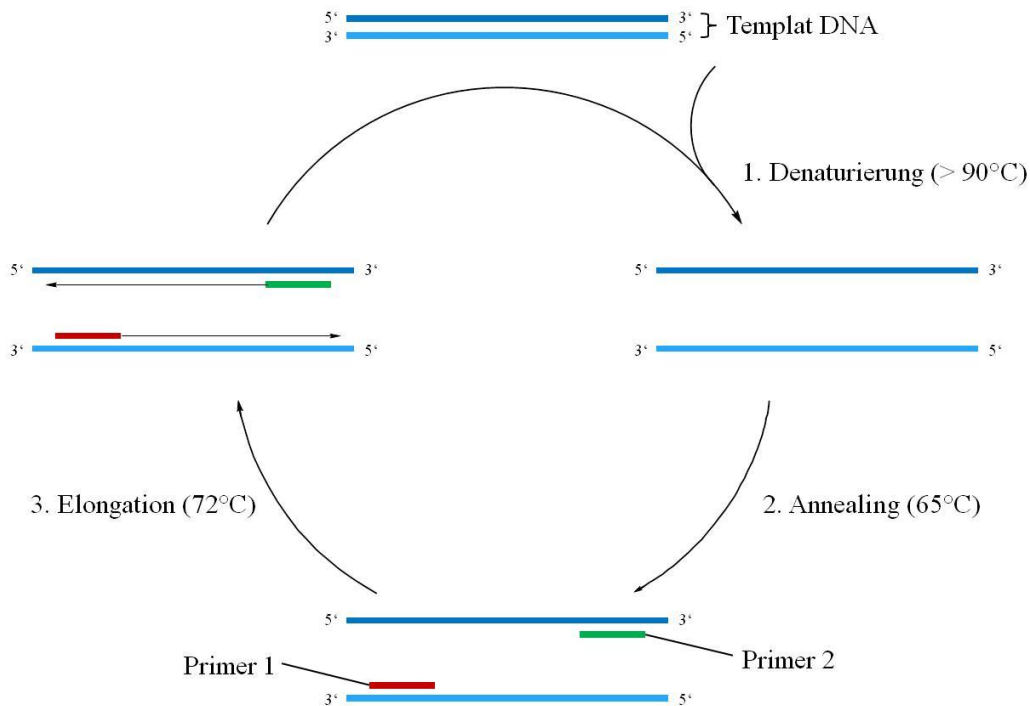 5‘ 3‘
3‘ 5‘
Templat DNA
1. Denaturierung (> 90°C)
5‘ 3‘
3‘ 5‘
5‘ 3‘
3‘ 5‘
3. Elongation (72°C)
2. Annealing (65°C)
5‘ 3‘
Primer 1
Primer 2
3‘ 5‘